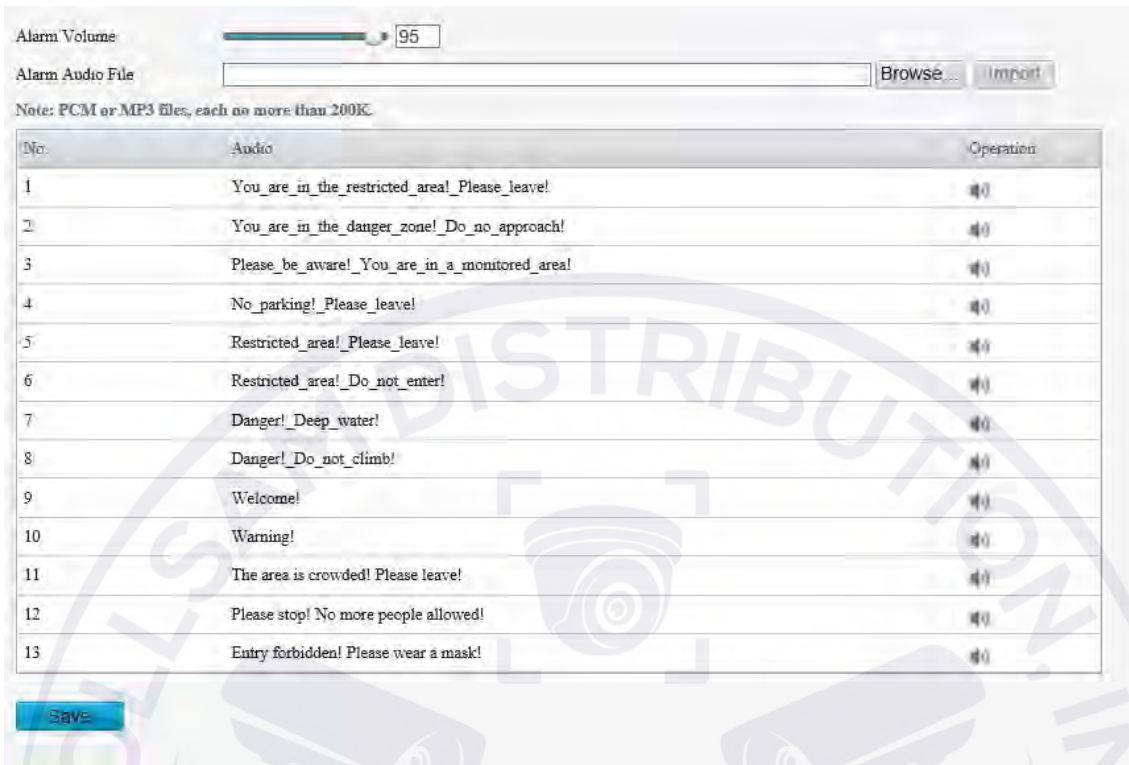 Alarm Volume 95
Alarm Audio File Browse... Import
Note: PCM or MP3 files, each no more than 200K.
No. Audio Operation
1 You_are_in_the_restricted_area!_Please_leave!
2 You_are_in_the_danger_zone!_Do_no_approach!
3 Please_be_aware!_You_are_in_a_monitored_area!
4 No_parking!_Please_leave!
5 Restricted_area!_Please_leave!
6 Restricted_area!_Do_not_enter!
7 Danger!_Deep_water!
8 Danger!_Do_not_climb!
9 Welcome!
10 Warning!
11 The area is crowded! Please leave!
12 Please stop! No more people allowed!
13 Entry forbidden! Please wear a mask!
Save
DISTRIBUTION,